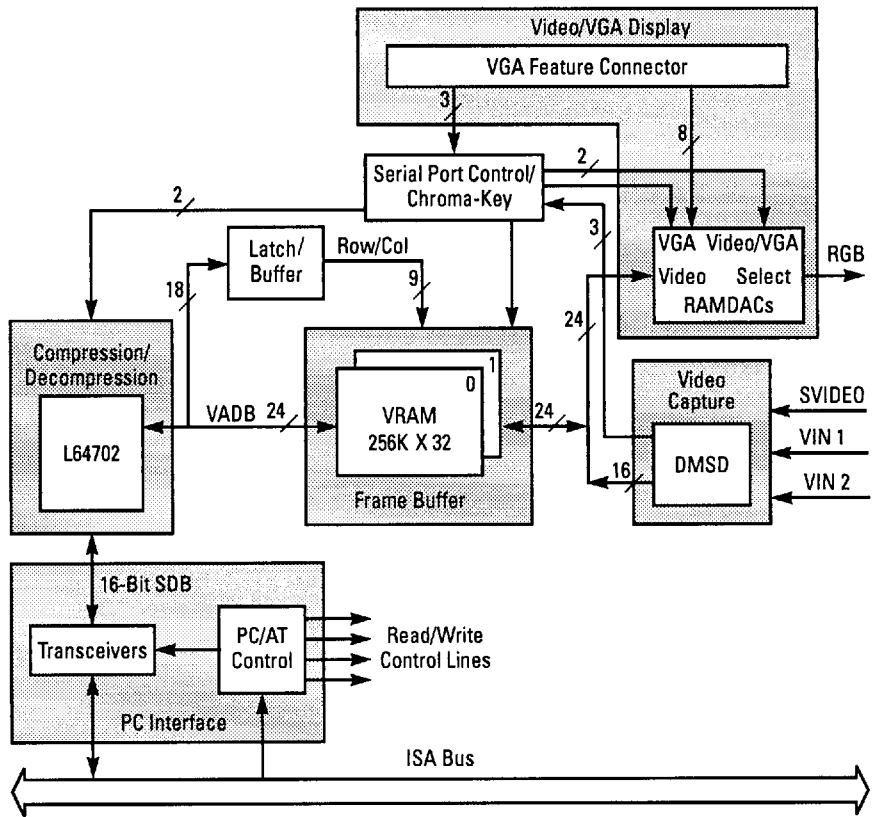 Video/VGA Display
VGA Feature Connector
3
8
Serial Port Control/
Chroma-Key
2
2
3
Latch/
Buffer
Row/Col
18
9
VGA Video/VGA
Video Select
RAMDACs
RGB
24
Compression/
Decompression
L64702
VADB 24
1
0
VRAM
256K X 32
Frame Buffer
24
Video
Capture
DMSD
16
SVIDEO
VIN 1
VIN 2
16-Bit SDB
Transceivers
PC/AT
Control
Read/Write
Control Lines
PC Interface
ISA Bus